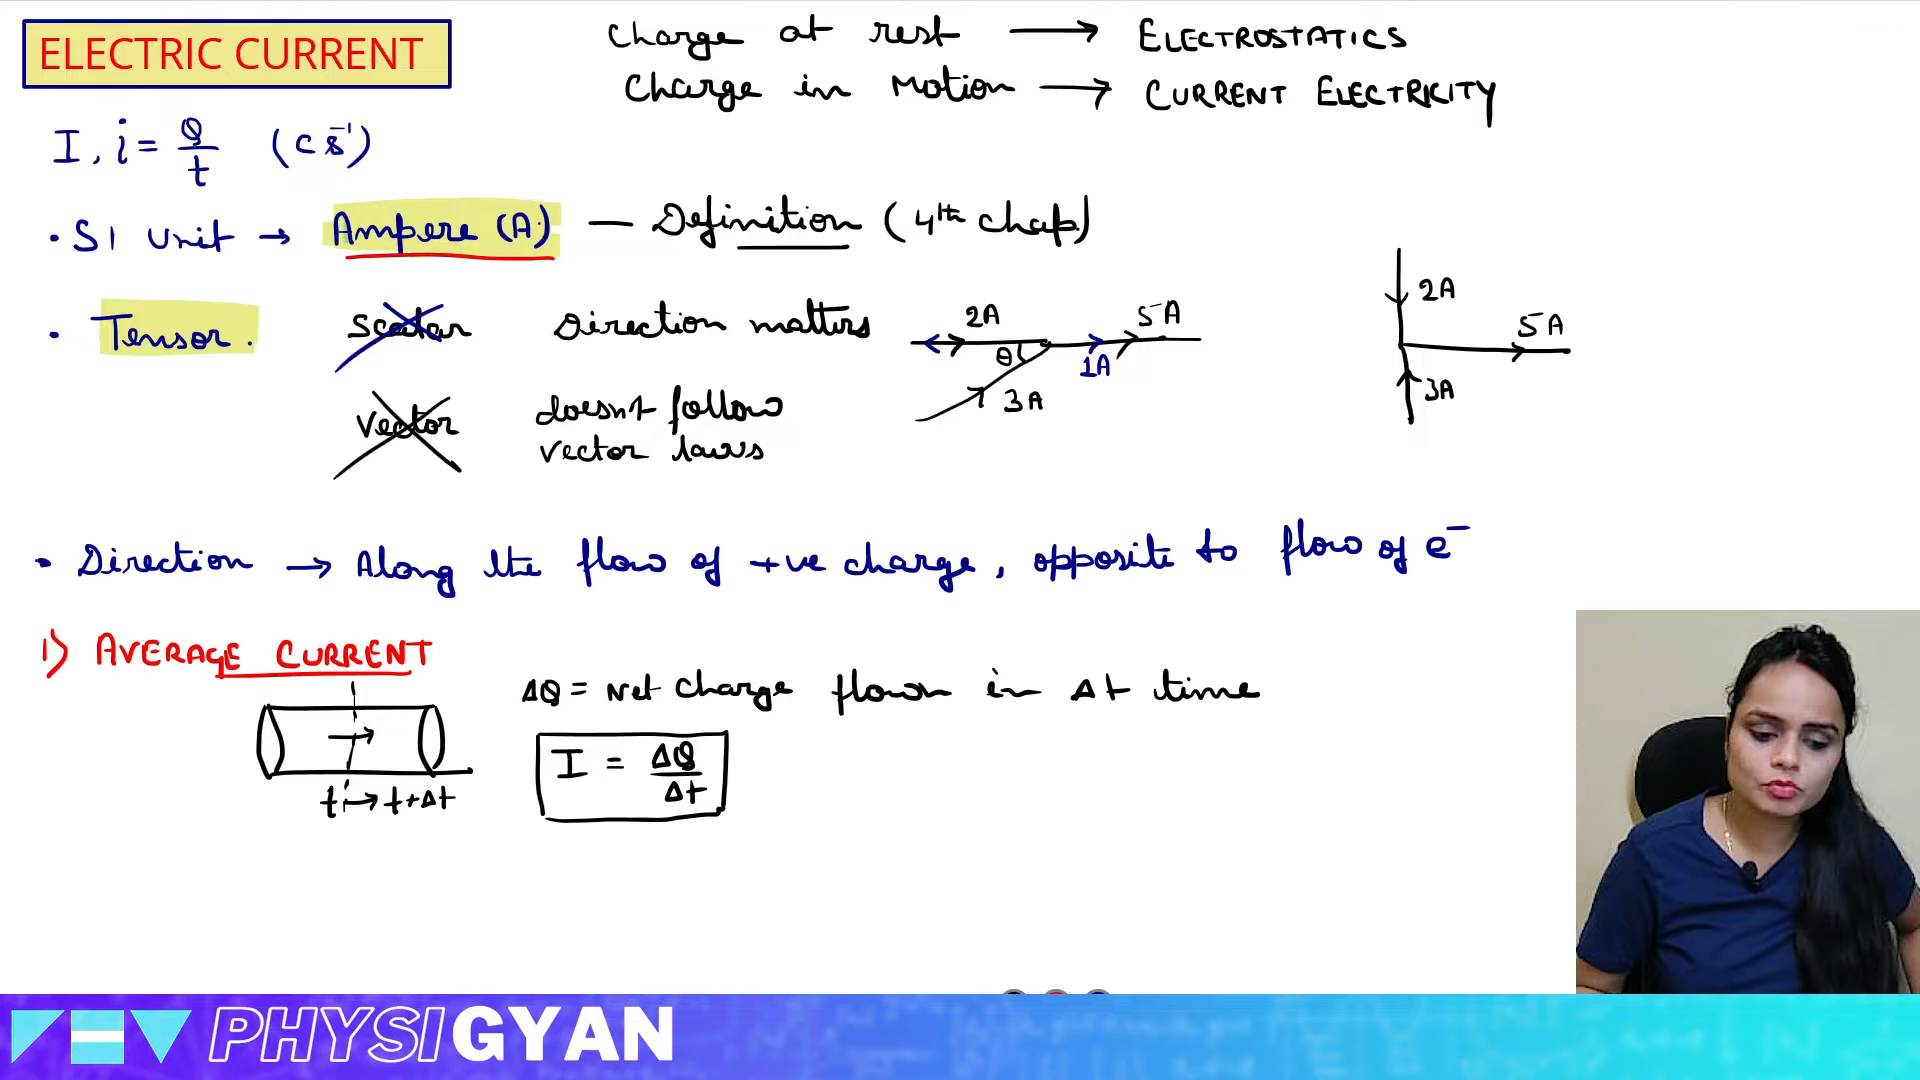 ELECTRIC CURRENT
Charge at rest → ELECTROSTATICS
Charge in Motion → CURRENT ELECTRICITY
I, i = Q/t (C s⁻¹)
• SI Unit → Ampere (A) — Definition (4th chap)
• Tensor. Scalar Direction matters
2A θ 3A 1A 5A
2A 5A 3A
Vector doesn't follow
vector laws
• Direction → Along the flow of +ve charge, opposite to flow of e⁻
1) AVERAGE CURRENT
ΔQ = Net charge flown in Δt time
I = ΔQ/Δt
t → t+Δt
PHYSIGYAN